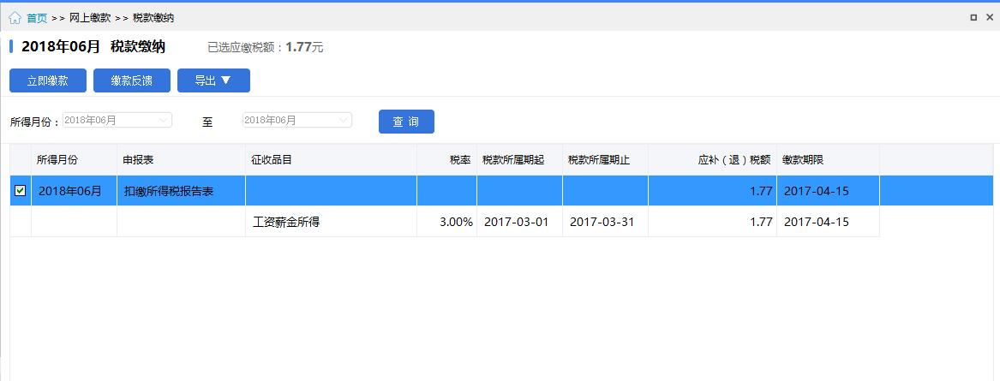 首页 >> 网上缴款 >> 税款缴纳
2018年06月 税款缴纳 已选应缴税额：1.77元
立即缴款 缴款反馈 导出 ▼
所得月份：2018年06月 至 2018年06月 查 询
所得月份 申报表 征收品目 税率 税款所属期起 税款所属期止 应补（退）税额 缴款期限
2018年06月 扣缴所得税报告表 1.77 2017-04-15
工资薪金所得 3.00% 2017-03-01 2017-03-31 1.77 2017-04-15